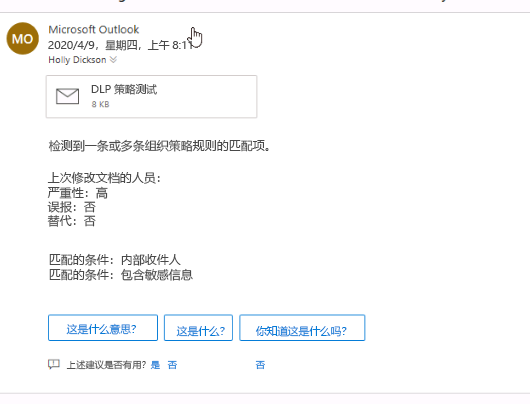 MO
Microsoft Outlook
2020/4/9，星期四，上午 8:11
Holly Dickson
DLP 策略测试
8 KB
检测到一条或多条组织策略规则的匹配项。
上次修改文档的人员：
严重性：高
误报：否
替代：否
匹配的条件：内部收件人
匹配的条件：包含敏感信息
这是什么意思？ 这是什么？ 你知道这是什么吗？
上述建议是否有用？ 是 否 否